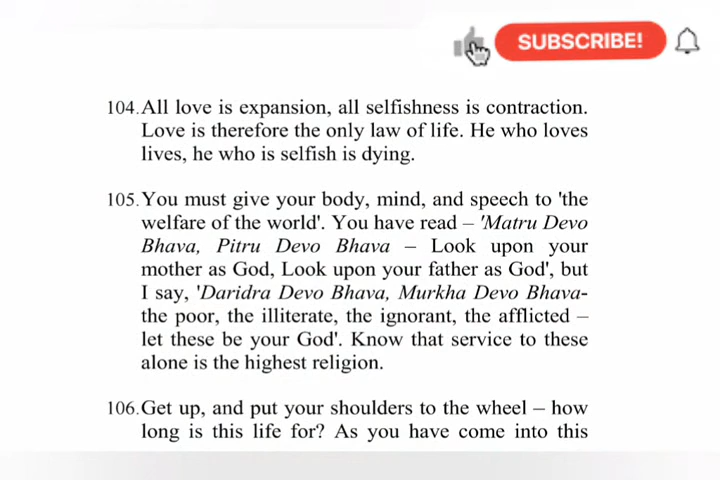 SUBSCRIBE!
104.All love is expansion, all selfishness is contraction.
Love is therefore the only law of life. He who loves
lives, he who is selfish is dying.
105.You must give your body, mind, and speech to 'the
welfare of the world'. You have read – 'Matru Devo
Bhava, Pitru Devo Bhava – Look upon your
mother as God, Look upon your father as God', but
I say, 'Daridra Devo Bhava, Murkha Devo Bhava-
the poor, the illiterate, the ignorant, the afflicted –
let these be your God'. Know that service to these
alone is the highest religion.
106.Get up, and put your shoulders to the wheel – how
long is this life for? As you have come into this